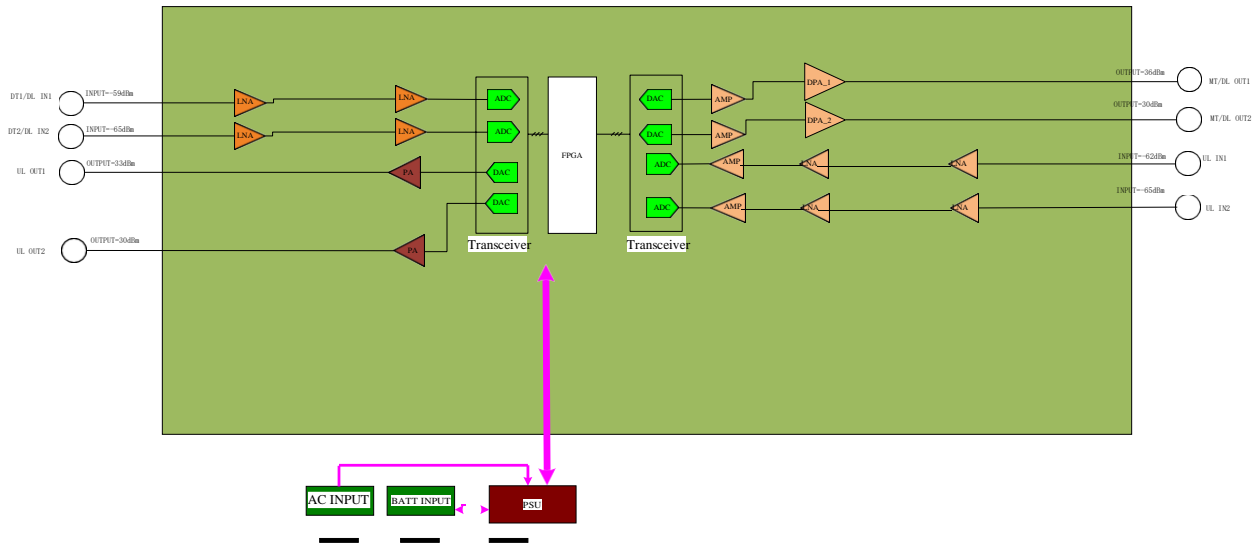 OUTPUT=36dBm
DPA_1
MT/DL OUT1
INPUT=-59dBm
DT1/DL IN1
LNA
LNA
ADC
DAC
AMP
OUTPUT=30dBm
DPA_2
MT/DL OUT2
INPUT=-65dBm
DT2/DL IN2
LNA
LNA
ADC
DAC
AMP
FPGA
OUTPUT=33dBm
UL OUT1
PA
DAC
ADC
AMP
LNA
LNA
INPUT=-62dBm
UL IN1
DAC
ADC
AMP
LNA
LNA
INPUT=-65dBm
UL IN2
OUTPUT=30dBm
UL OUT2
PA
Transceiver
Transceiver
AC INPUT
BATT INPUT
PSU